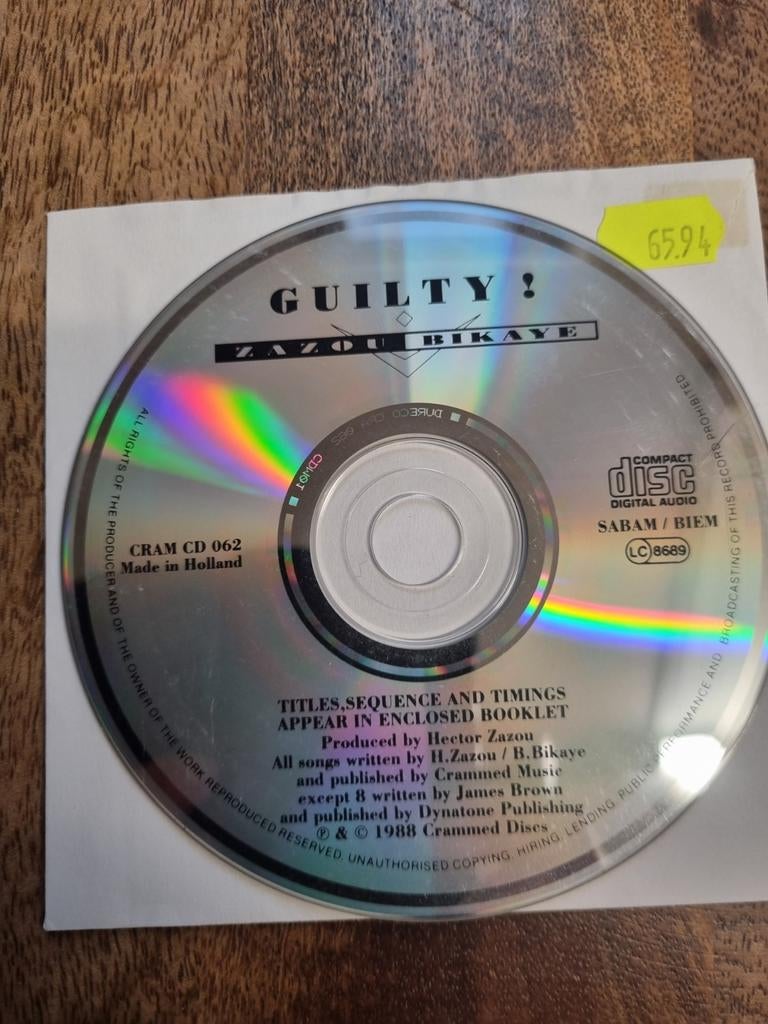 65.94
GUILTY !
ZAZOU BIKAYE
COMPACT
disc
DIGITAL AUDIO
SABAM / BIEM
LC 8689
CRAM CD 062
Made in Holland
DURECO
CDM01
TITLES,SEQUENCE AND TIMINGS
APPEAR IN ENCLOSED BOOKLET
Produced by Hector Zazou
All songs written by H.Zazou / B.Bikaye
and published by Crammed Music
except 8 written by James Brown
and published by Dynatone Publishing
℗ & © 1988 Crammed Discs
ALL RIGHTS OF THE PRODUCER AND OF THE OWNER OF THE WORK REPRODUCED RESERVED. UNAUTHORISED COPYING. HIRING. LENDING. PUBLIC PERFORMANCE AND BROADCASTING OF THIS RECORD PROHIBITED